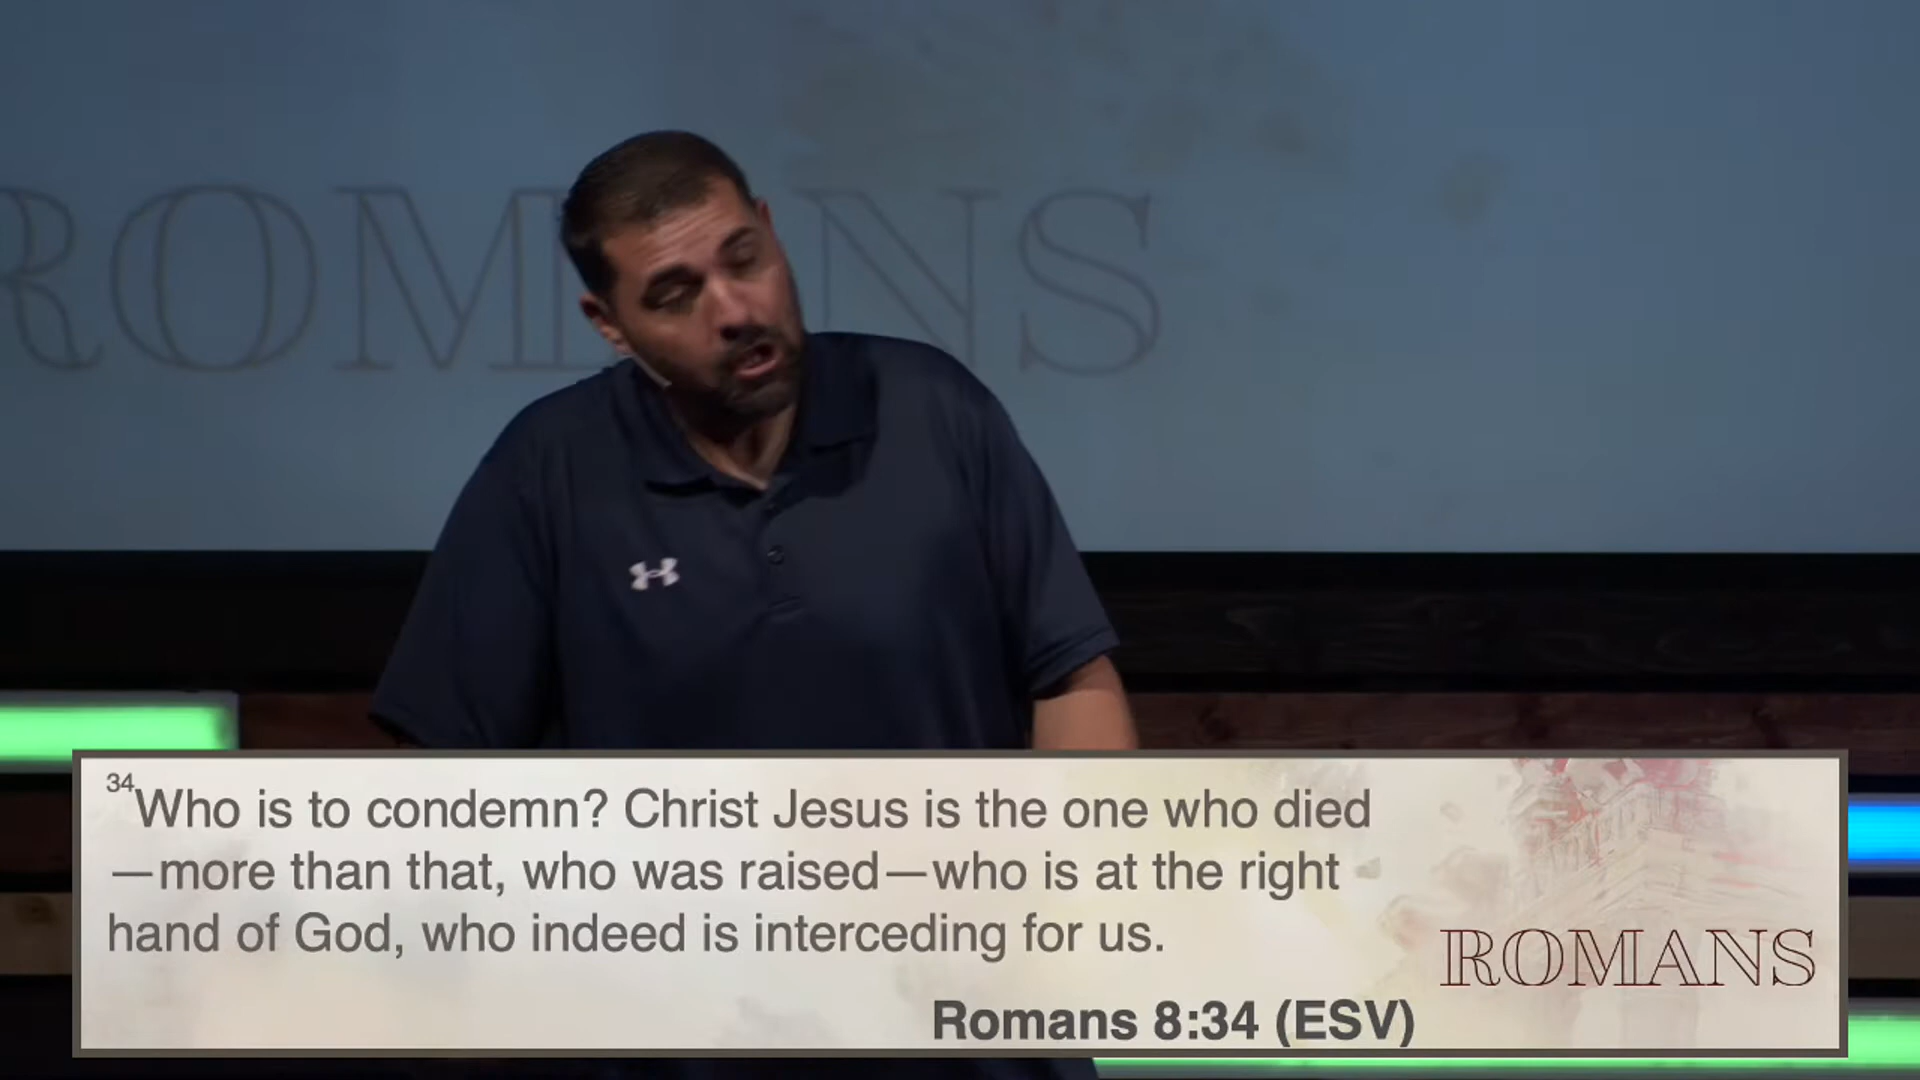 ROMANS
34Who is to condemn? Christ Jesus is the one who died
—more than that, who was raised—who is at the right
hand of God, who indeed is interceding for us.
ROMANS
Romans 8:34 (ESV)